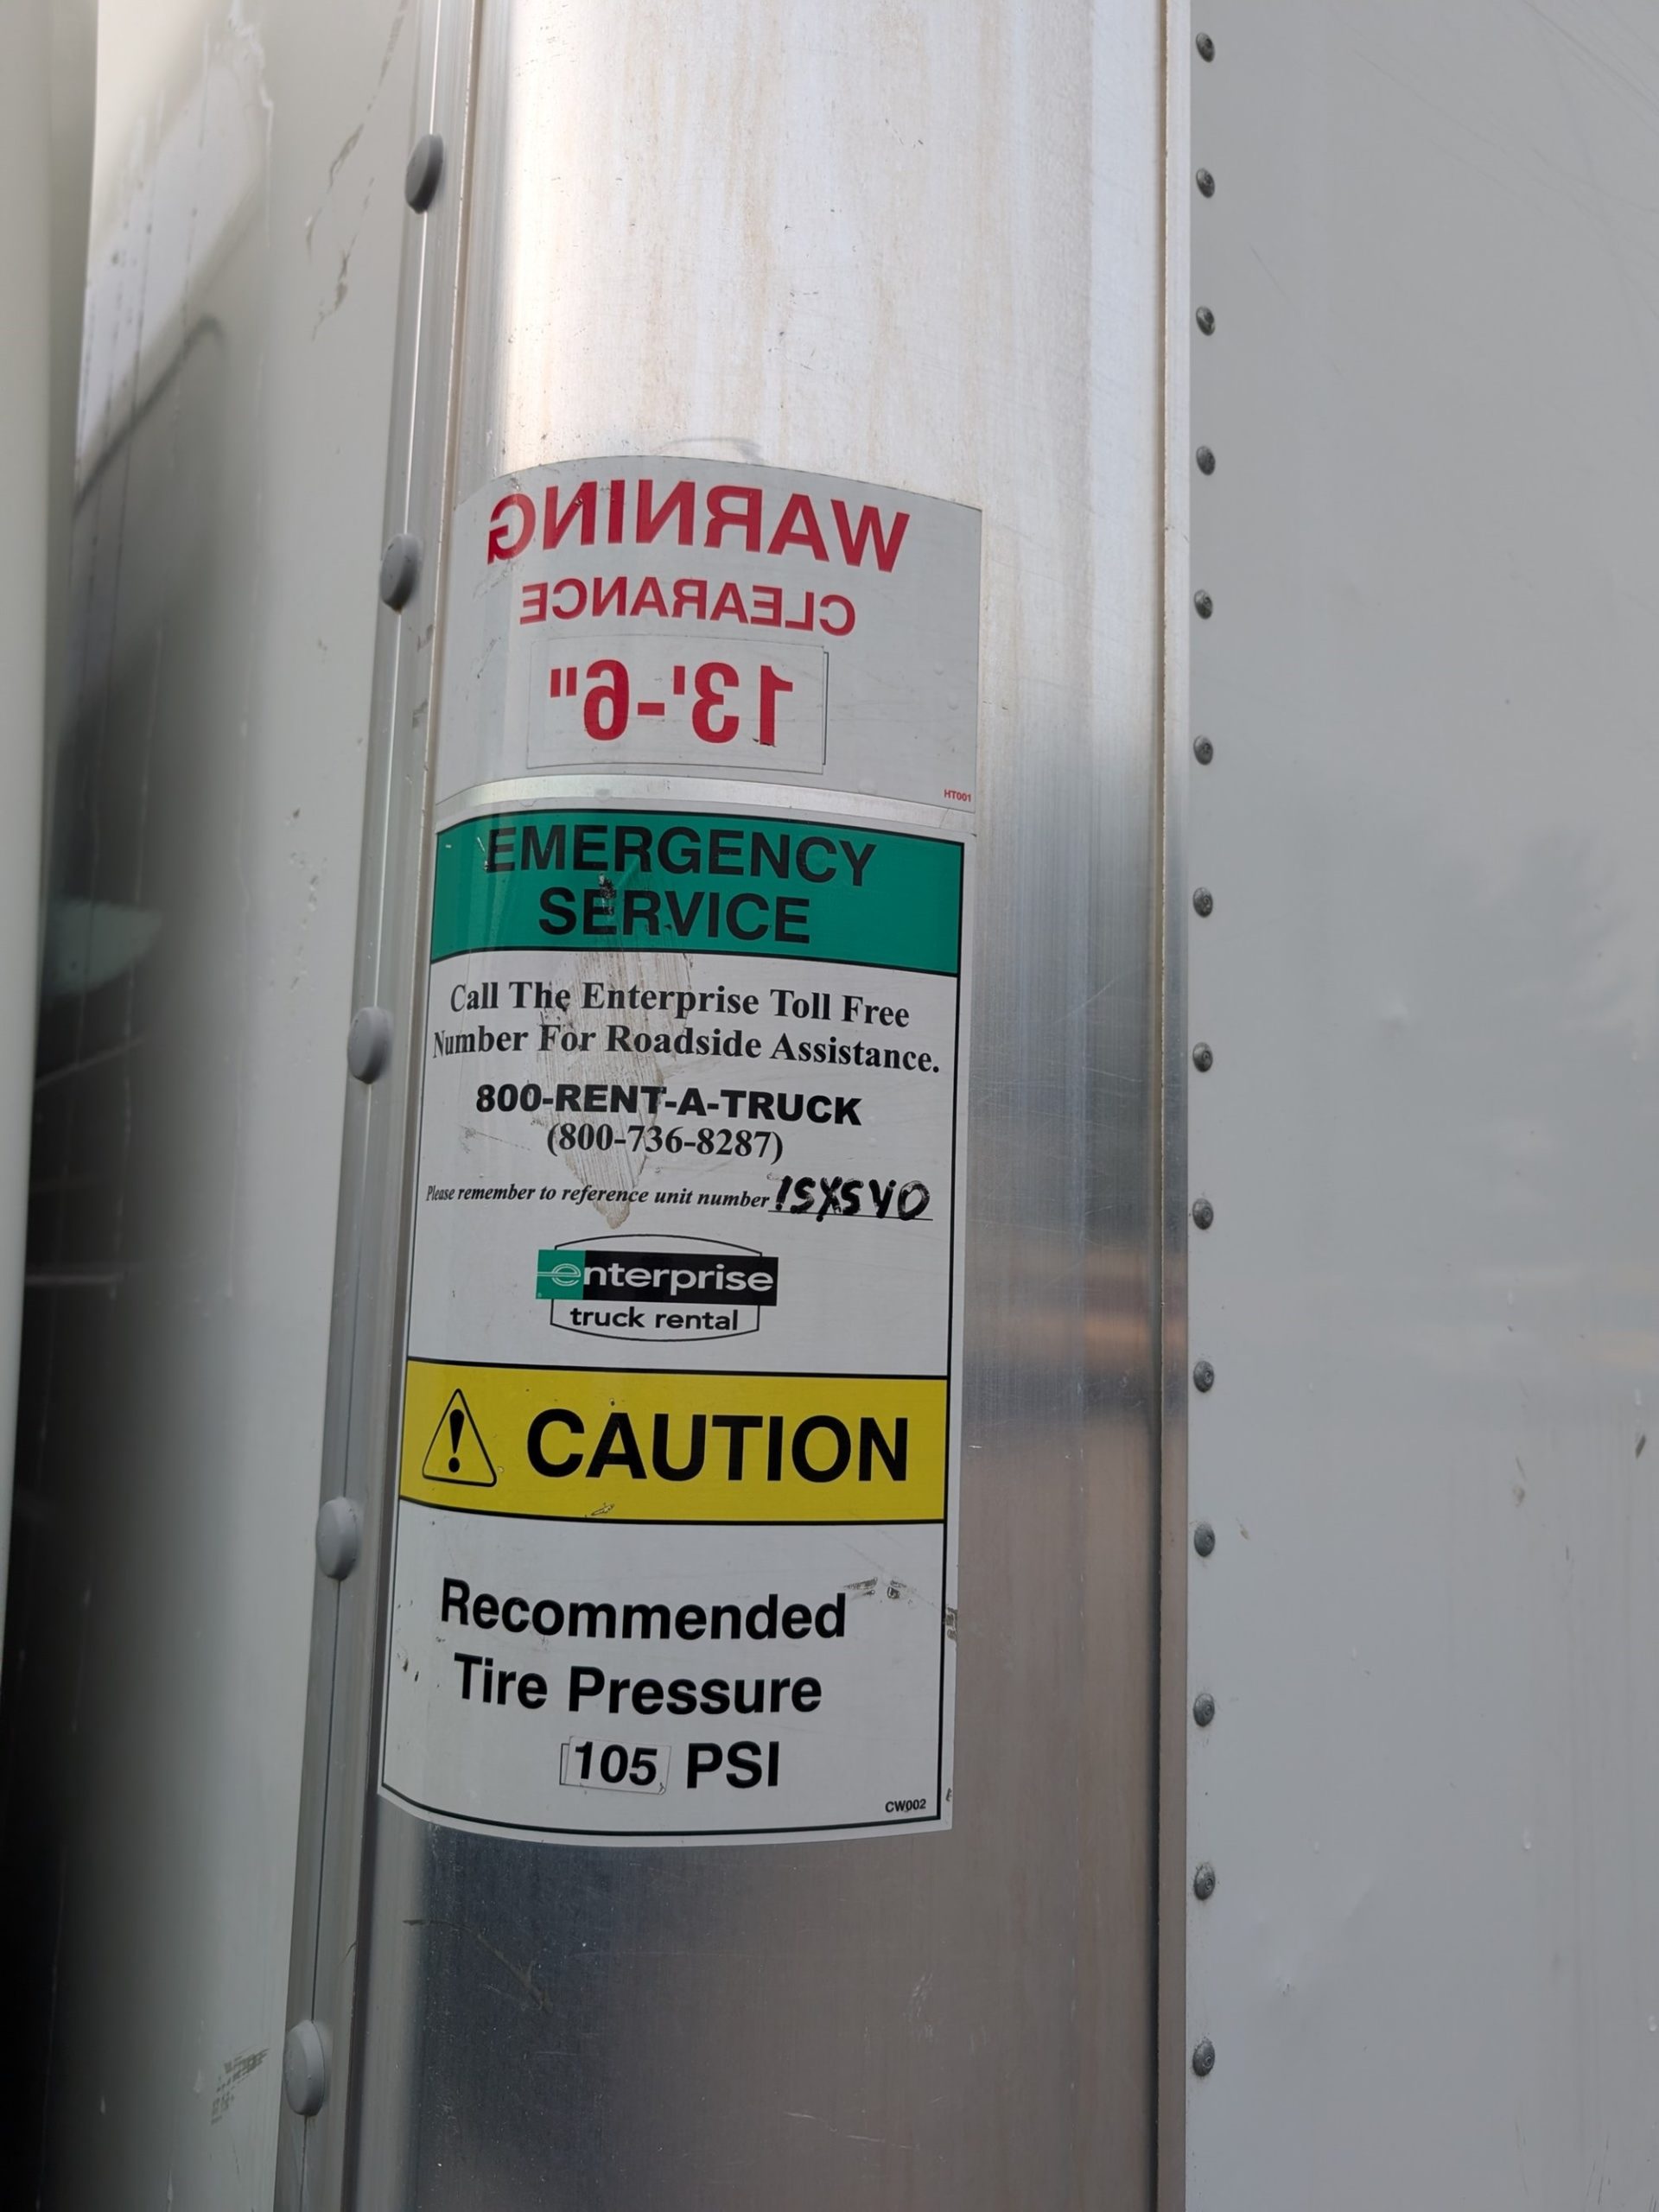 WARNING
CLEARANCE
13'-6"
HT001
EMERGENCY
SERVICE
Call The Enterprise Toll Free
Number For Roadside Assistance.
800-RENT-A-TRUCK
(800-736-8287)
Please remember to reference unit number
enterprise
truck rental
CAUTION
Recommended
Tire Pressure
105 PSI
CW002